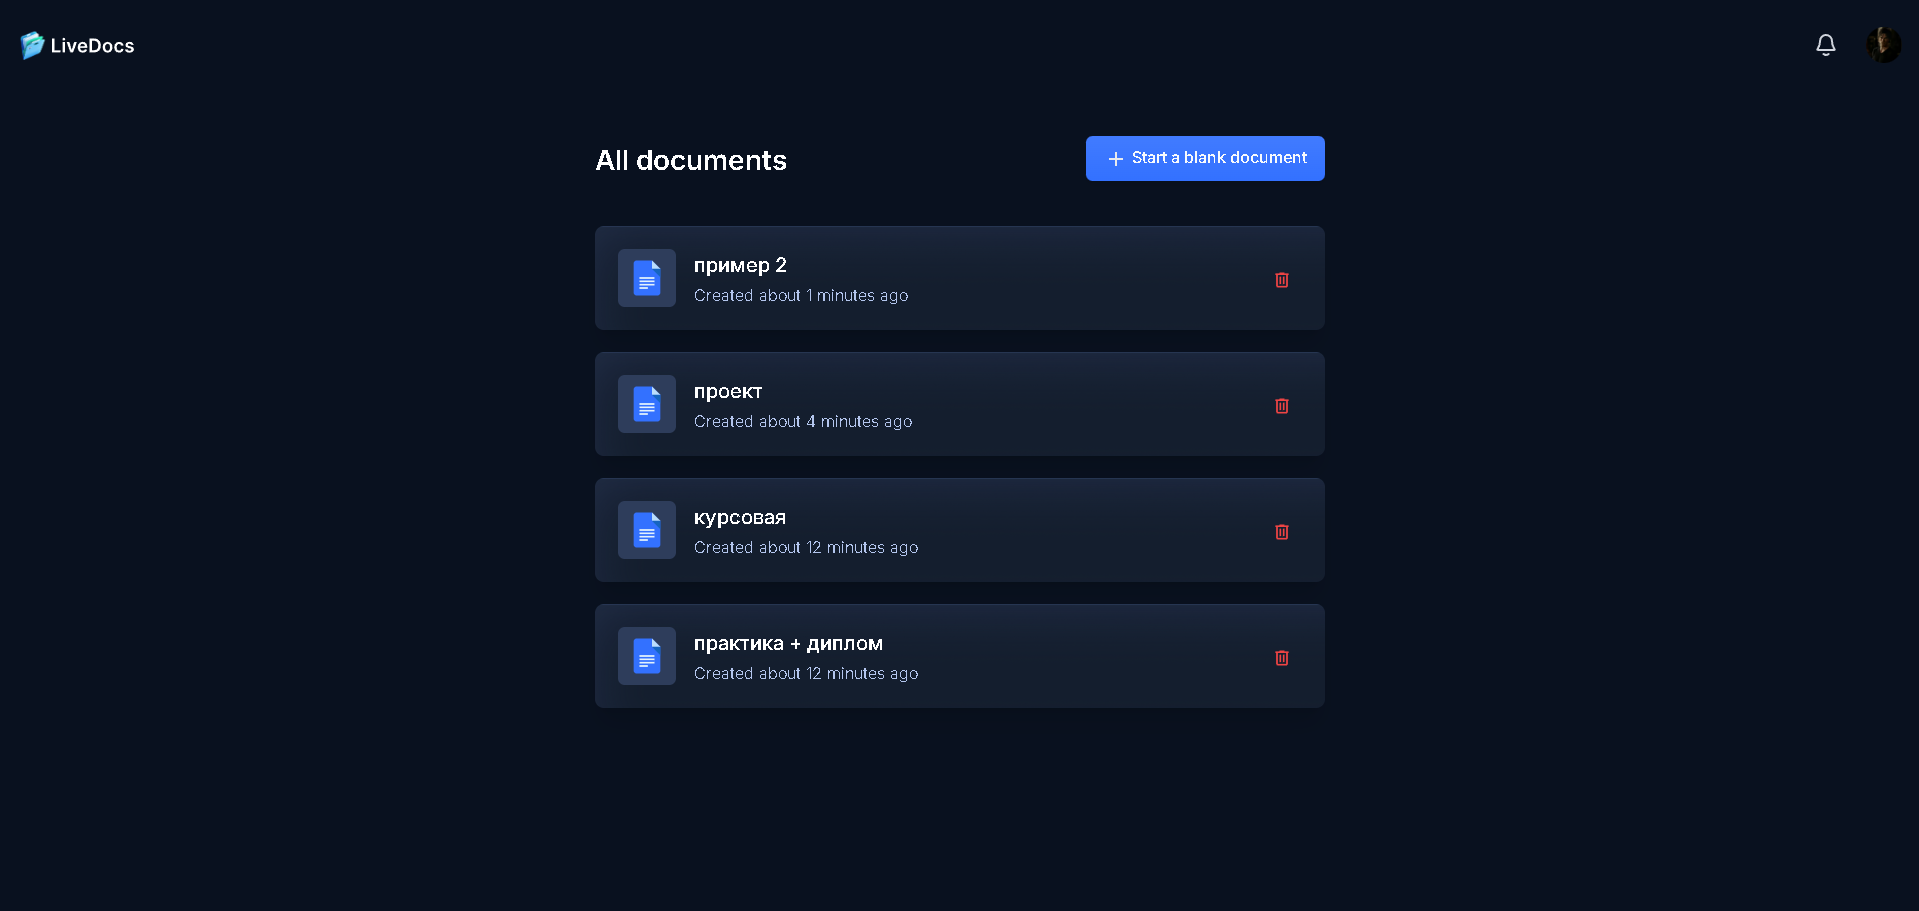 LiveDocs
All documents
Start a blank document
пример 2
Created about 1 minutes ago
проект
Created about 4 minutes ago
курсовая
Created about 12 minutes ago
практика + диплом
Created about 12 minutes ago